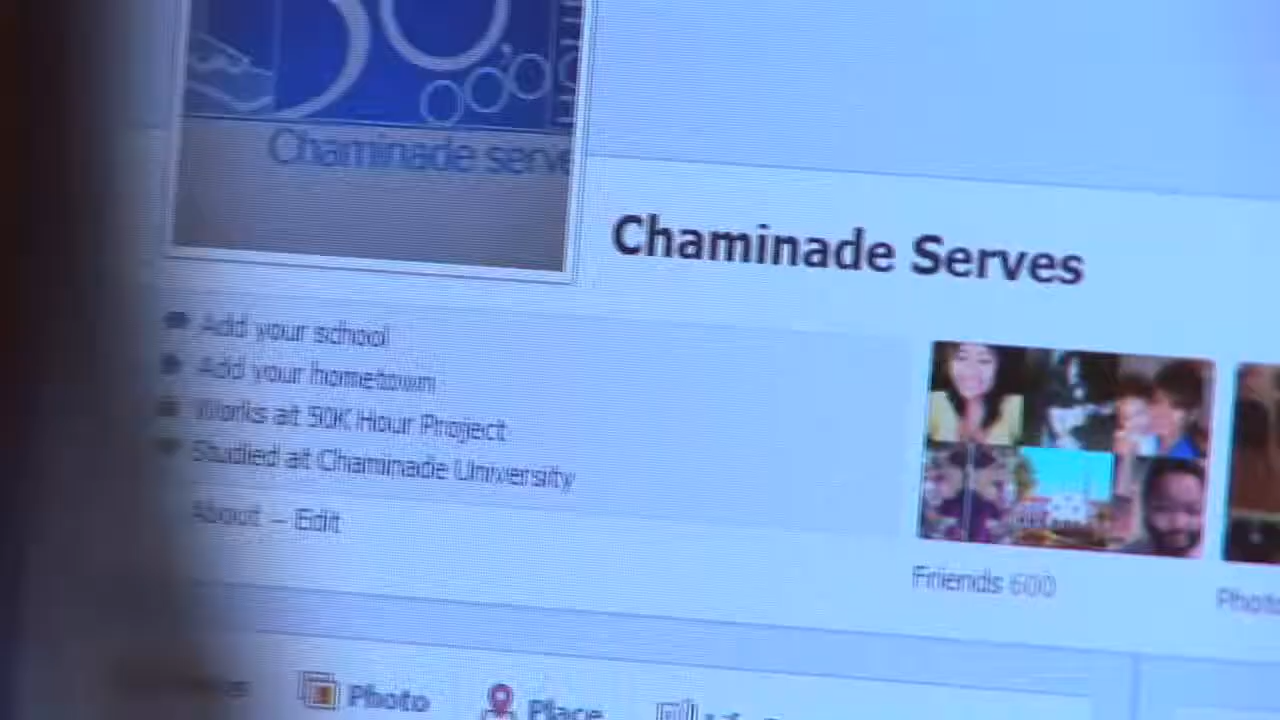 Chaminade serve
Chaminade Serves
Add your school
Add your hometown
Works at 50K Hour Project
Studied at Chaminade University
About – Edit
Friends 600
Photo
Place